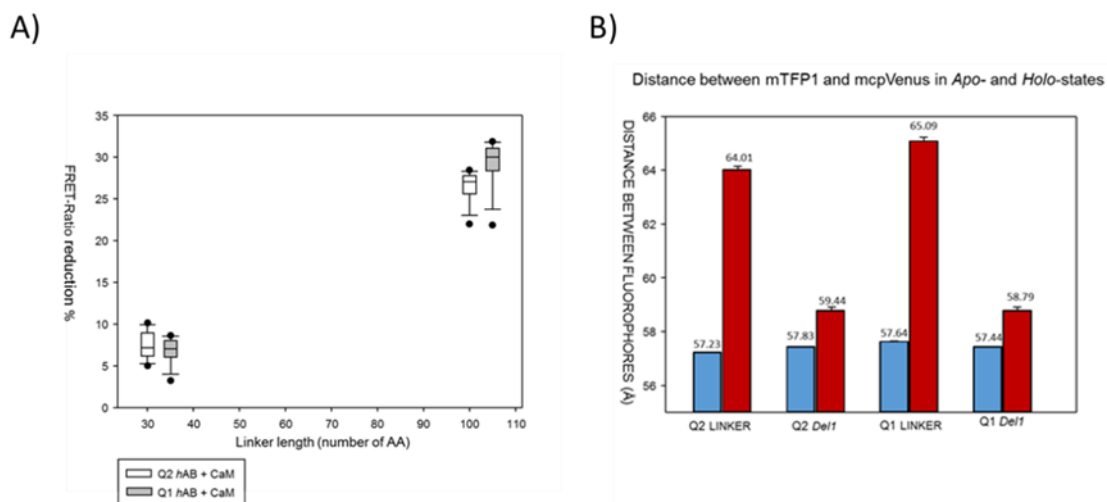 A)
FRET-Ratio reduction %
35
30
25
20
15
10
5
0
30 40 50 60 70 80 90 100 110
Linker length (number of AA)
Q2 hAB + CaM
Q1 hAB + CaM
B)
Distance between mTFP1 and mcpVenus in Apo- and Holo-states
DISTANCE BETWEEN FLUOROPHORES (Å)
66
64
62
60
58
56
57.23
64.01
57.83
59.44
57.64
65.09
57.44
58.79
Q2 LINKER Q2 Del1 Q1 LINKER Q1 Del1